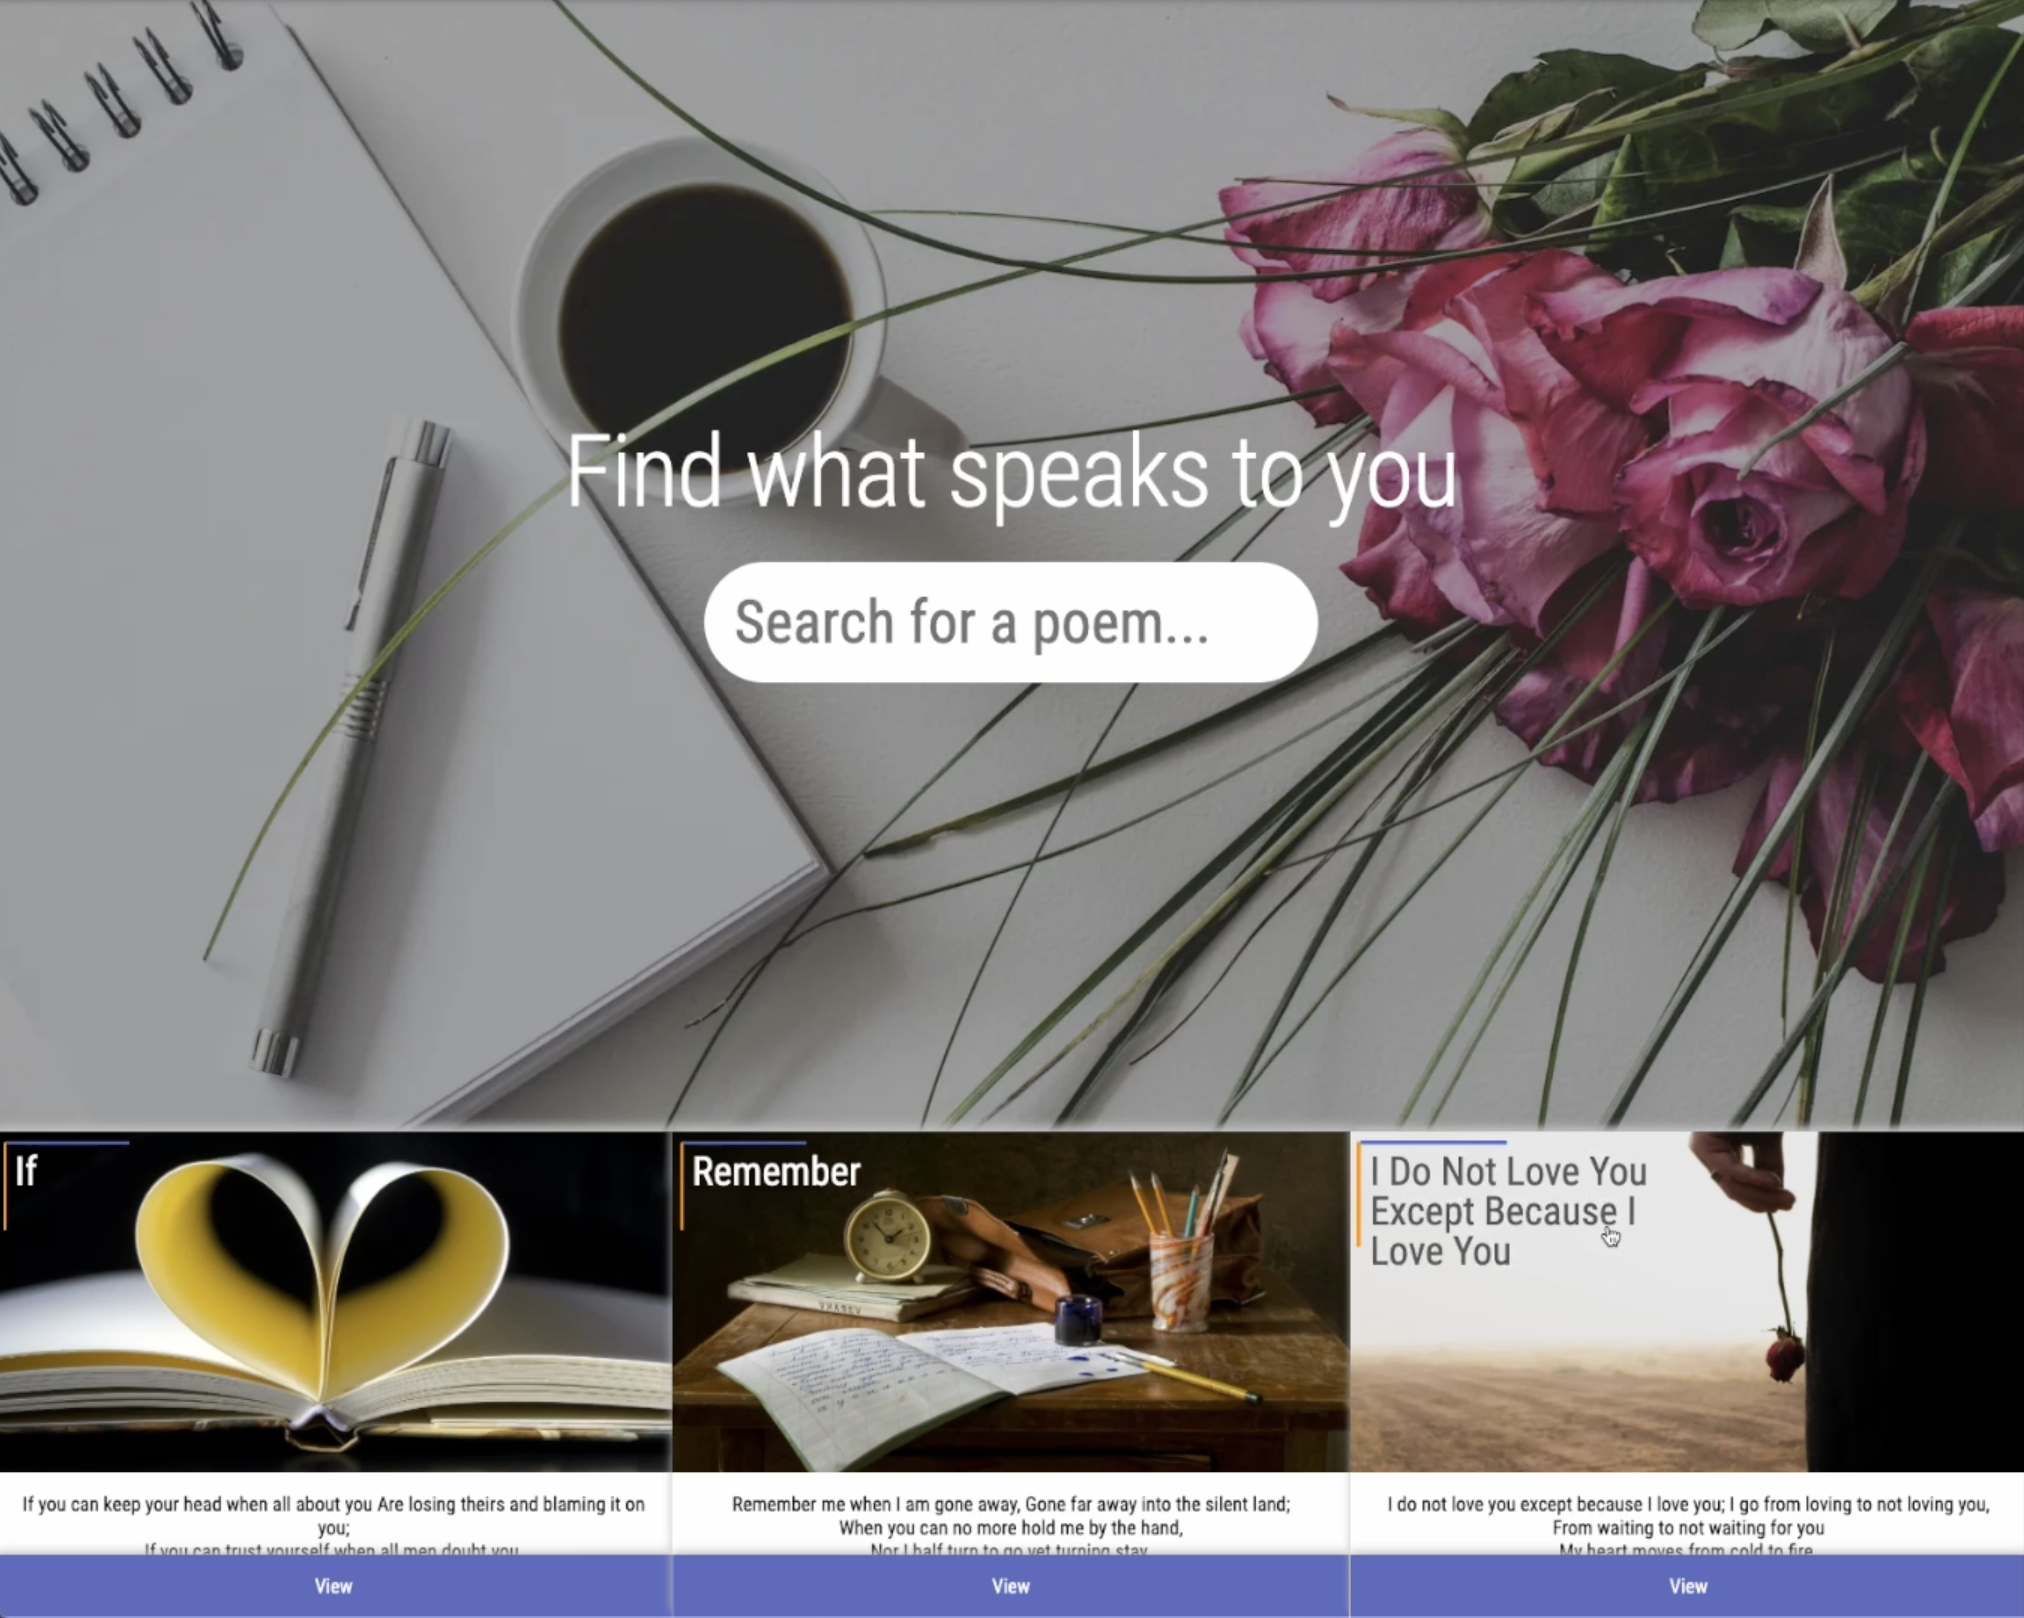 Find what speaks to you
Search for a poem...
If
Remember
I Do Not Love You
Except Because I
Love You
If you can keep your head when all about you Are losing theirs and blaming it on
you;
If you can trust yourself when all men doubt you
Remember me when I am gone away, Gone far away into the silent land;
When you can no more hold me by the hand,
Nor I half turn to go yet turning stay
I do not love you except because I love you; I go from loving to not loving you,
From waiting to not waiting for you
My heart moves from cold to fire
View
View
View